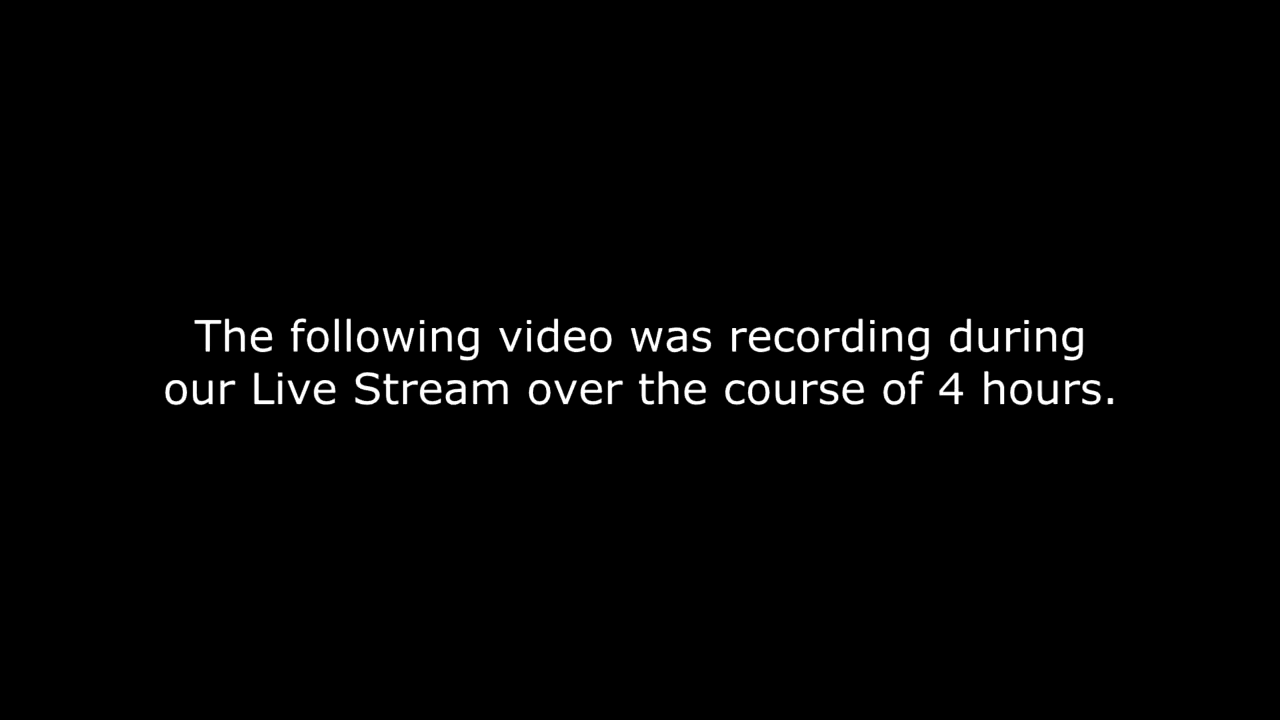 The following video was recording during
our Live Stream over the course of 4 hours.